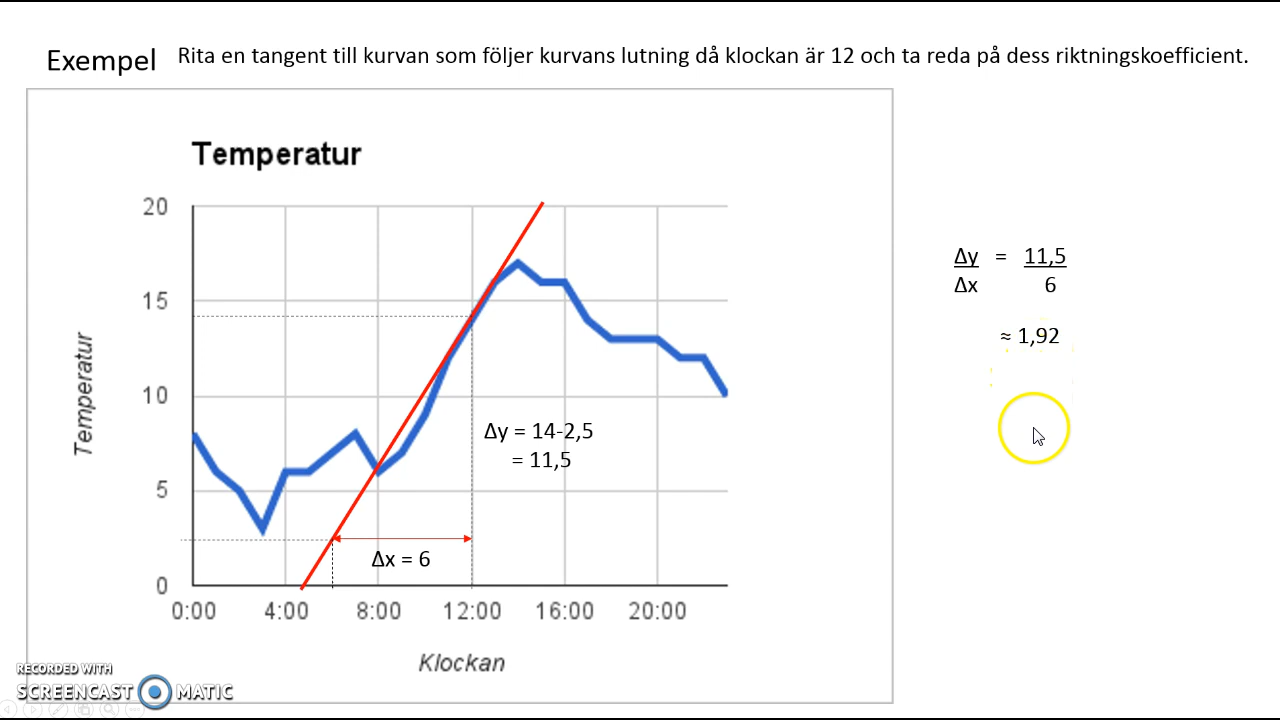 Exempel Rita en tangent till kurvan som följer kurvans lutning då klockan är 12 och ta reda på dess riktningskoefficient.
Temperatur
20
15
10
5
0
Temperatur
0:00 4:00 8:00 12:00 16:00 20:00
Klockan
Δy = 14-2,5
= 11,5
Δx = 6
Δy = 11,5
Δx 6
≈ 1,92
RECORDED WITH
SCREENCAST MATIC